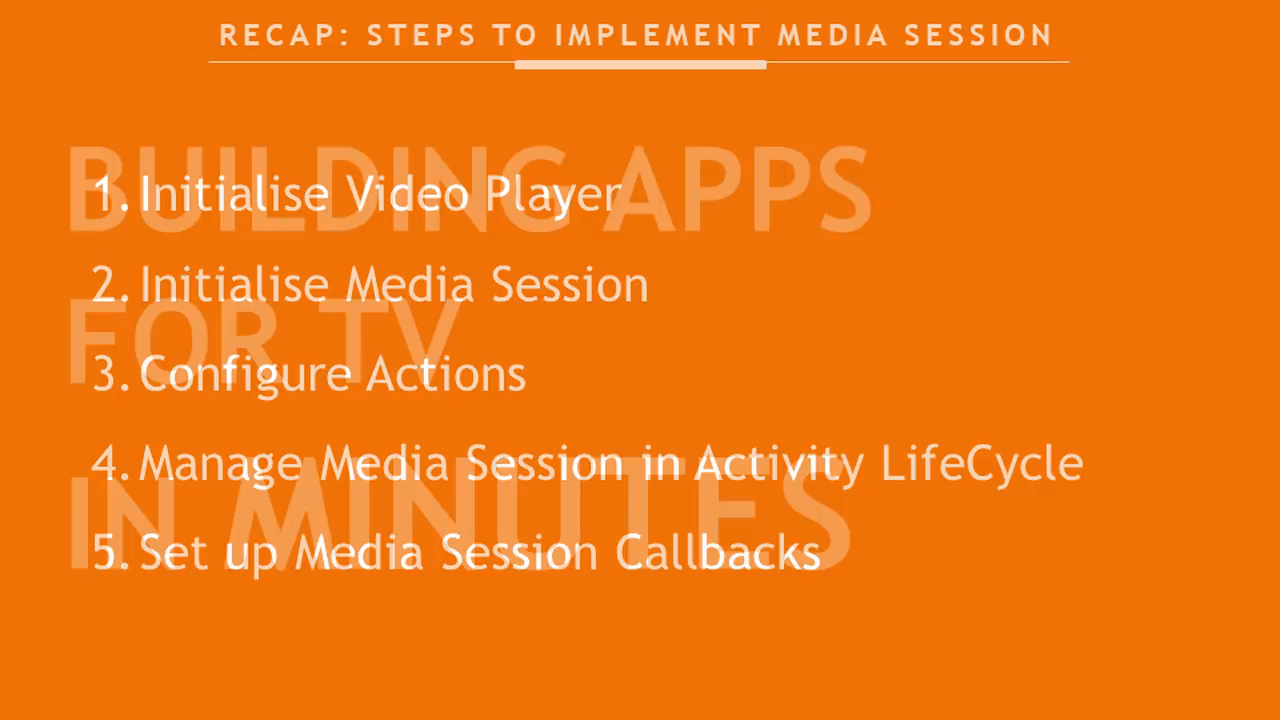 RECAP: STEPS TO IMPLEMENT MEDIA SESSION
BUILDING APPS
1. Initialise Video Player
2. Initialise Media Session
FOR TV
3. Configure Actions
4. Manage Media Session in Activity LifeCycle
IN MINUTES
5. Set up Media Session Callbacks